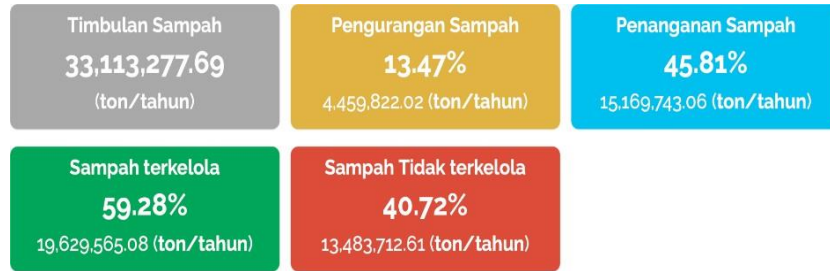 Timbulan Sampah
33,113,277.69
(ton/tahun)
Pengurangan Sampah
13.47%
4,459,822.02 (ton/tahun)
Penanganan Sampah
45.81%
15,169,743.06 (ton/tahun)
Sampah terkelola
59.28%
19,629,565.08 (ton/tahun)
Sampah Tidak terkelola
40.72%
13,483,712.61 (ton/tahun)